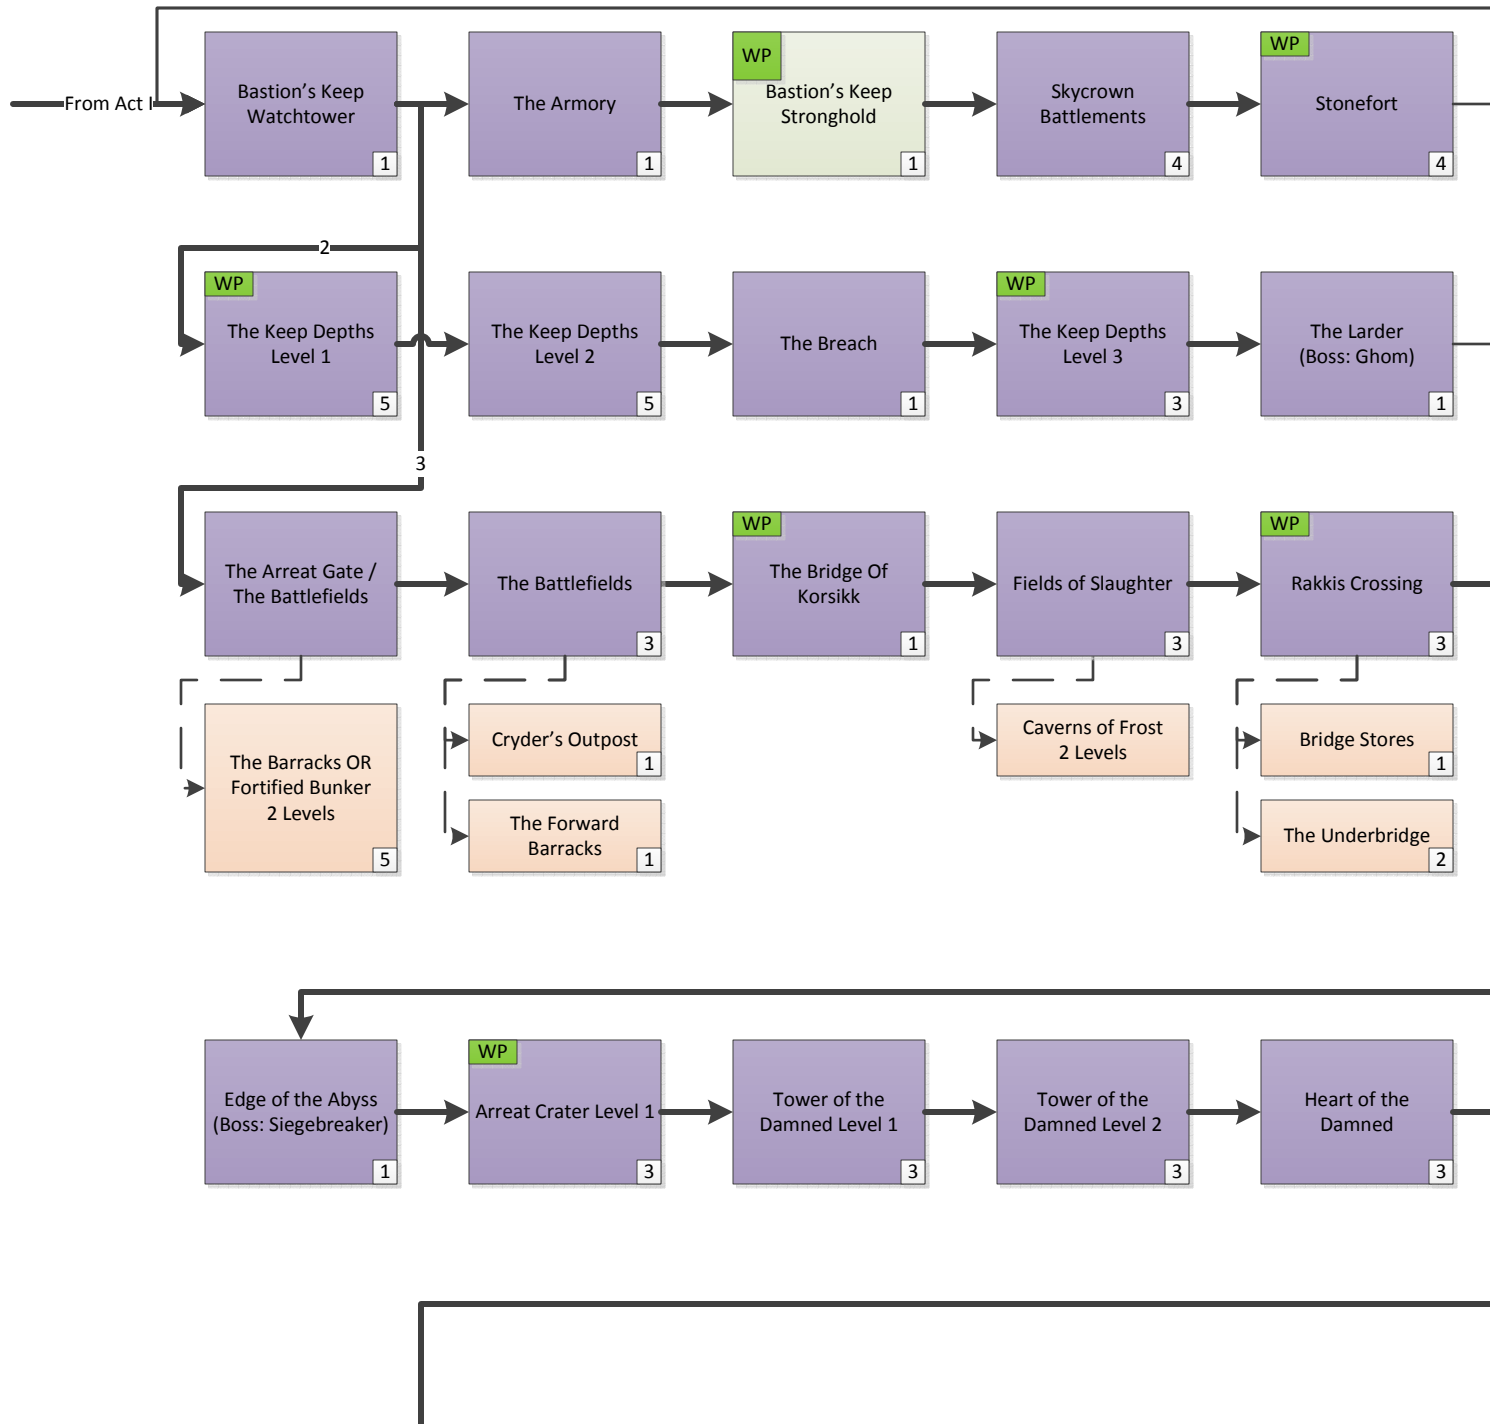 From Act I
Bastion’s Keep
Watchtower
1
The Armory
1
WP
Bastion’s Keep
Stronghold
1
Skycrown
Battlements
4
WP
Stonefort
4
2
WP
The Keep Depths
Level 1
5
The Keep Depths
Level 2
5
The Breach
1
WP
The Keep Depths
Level 3
3
The Larder
(Boss: Ghom)
1
3
The Arreat Gate /
The Battlefields
The Battlefields
3
WP
The Bridge Of
Korsikk
1
Fields of Slaughter
3
WP
Rakkis Crossing
3
The Barracks OR
Fortified Bunker
2 Levels
5
Cryder’s Outpost
1
The Forward
Barracks
1
Caverns of Frost
2 Levels
Bridge Stores
1
The Underbridge
2
Edge of the Abyss
(Boss: Siegebreaker)
1
WP
Arreat Crater Level 1
3
Tower of the
Damned Level 1
3
Tower of the
Damned Level 2
3
Heart of the
Damned
3